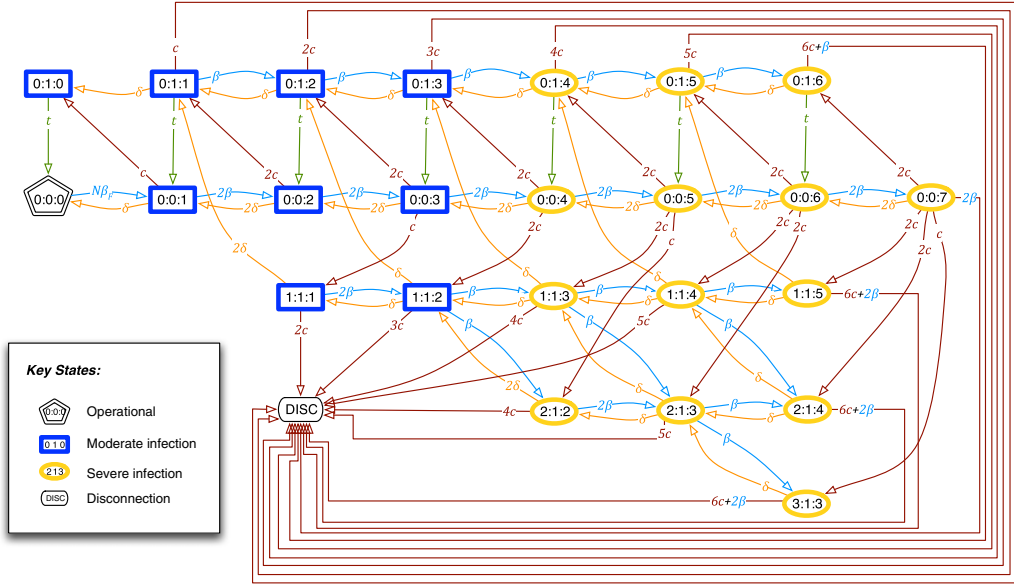 c 2c 3c 4c 5c 6c+β
0:1:0 0:1:1 0:1:2 0:1:3 0:1:4 0:1:5 0:1:6
β β β β β
δ δ δ δ δ δ
t t t t t t t
c 2c 2c 2c 2c 2c 2c
0:0:0 0:0:1 0:0:2 0:0:3 0:0:4 0:0:5 0:0:6 0:0:7
Nβ_F 2β 2β 2β 2β 2β 2β 2β
δ 2δ 2δ 2δ 2δ 2δ 2δ
c 2c 2c c 2c 2c 2c 2c c
2δ δ δ δ δ
1:1:1 1:1:2 1:1:3 1:1:4 1:1:5
2β β β β 6c+2β
δ δ δ δ
2c 3c 4c 5c
β β β
2δ δ δ
DISC 2:1:2 2:1:3 2:1:4
4c 2β β 6c+2β
δ δ
5c
β
δ
6c+2β 3:1:3
Key States:
0:0:0 Operational
0 1 0 Moderate infection
2 1 3 Severe infection
DISC Disconnection